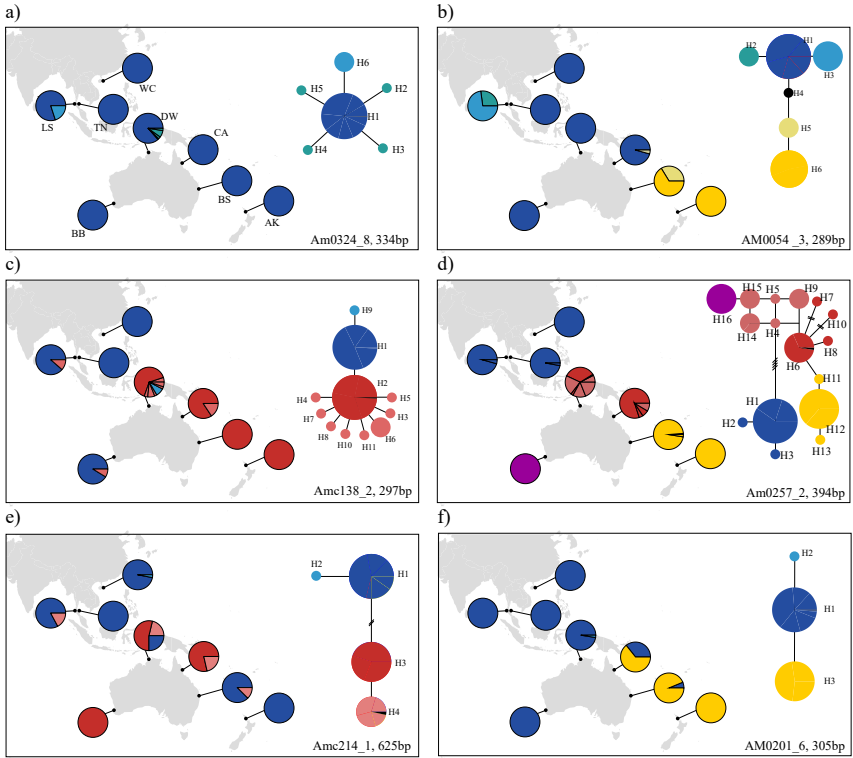 a)
WC
LS
TN
DW
CA
BS
BB
AK
H6
H5
H2
H1
H4
H3
Am0324_8, 334bp
b)
H2
H1
H3
H4
H5
H6
AM0054 _3, 289bp
c)
H9
H1
H2
H4
H5
H7
H3
H8
H10
H11
H6
Amc138_2, 297bp
d)
H15
H5
H9
H7
H16
H10
H14
H4
H8
H6
H11
H1
H2
H12
H3
H13
Am0257_2, 394bp
e)
H2
H1
H3
H4
Amc214_1, 625bp
f)
H2
H1
H3
AM0201_6, 305bp